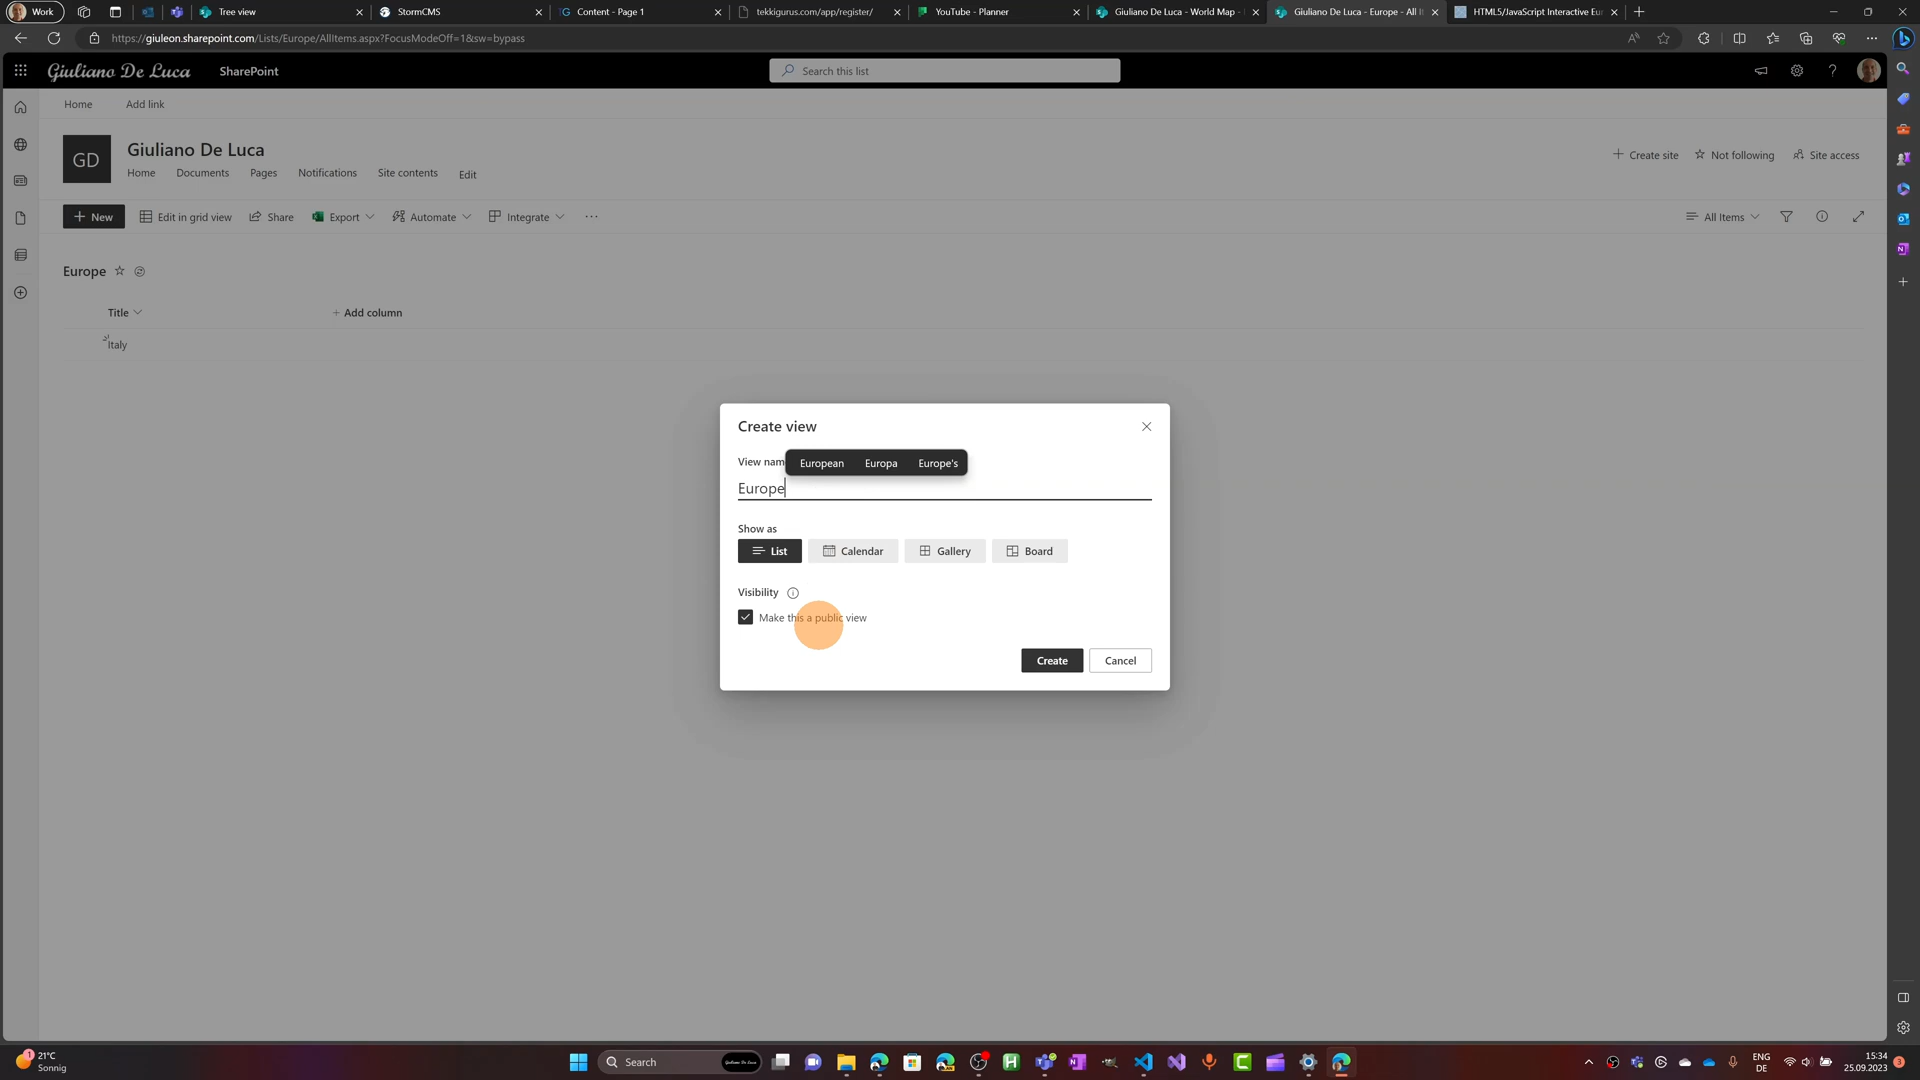 Work
Tree view
StormCMS
Content - Page 1
tekkigurus.com/app/register/
YouTube - Planner
Giuliano De Luca - World Map -
Giuliano De Luca - Europe - All It
HTML5/JavaScript Interactive Eur
https://giuleon.sharepoint.com/Lists/Europe/AllItems.aspx?FocusModeOff=1&sw=bypass
Giuliano De Luca
SharePoint
Search this list
Home
Add link
GD
Giuliano De Luca
Home
Documents
Pages
Notifications
Site contents
Edit
Create site
Not following
Site access
New
Edit in grid view
Share
Export
Automate
Integrate
All Items
Europe
Title
Add column
Italy
Create view
View nam
European
Europa
Europe's
Europe
Show as
List
Calendar
Gallery
Board
Visibility
Make this a public view
Create
Cancel
21°C
Sonnig
Search
ENG
DE
15:34
25.09.2023